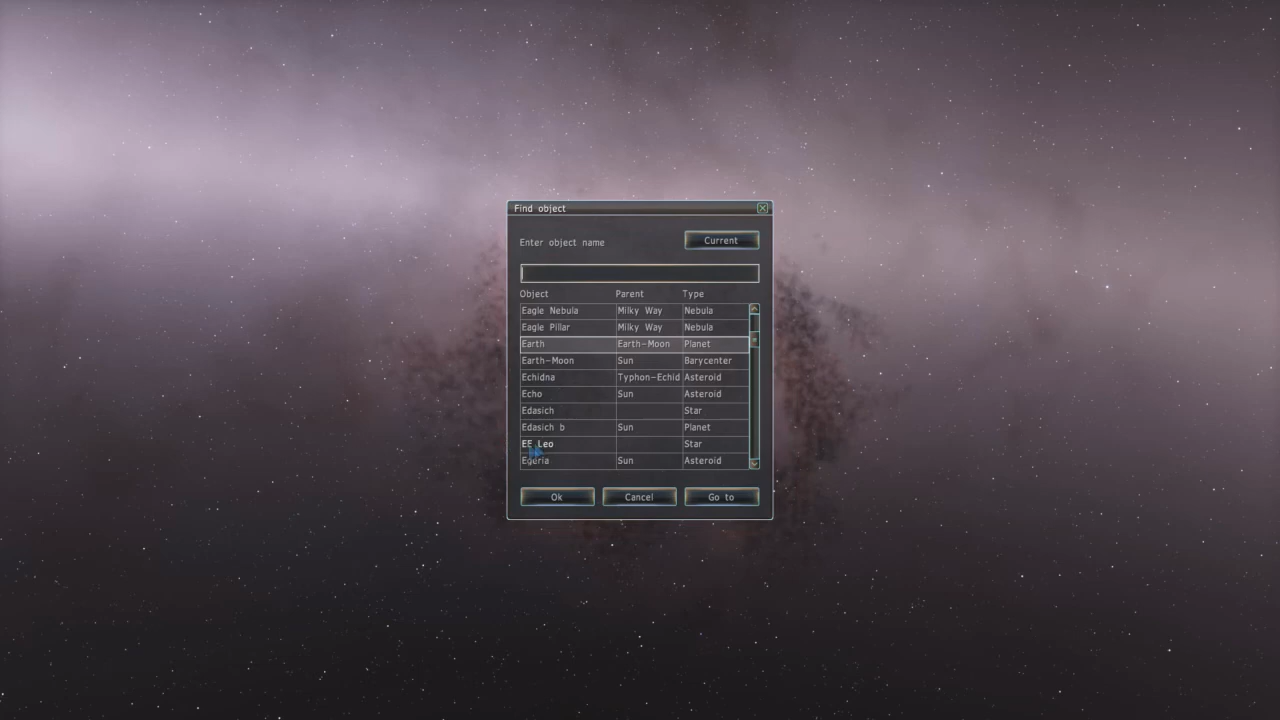 Find object
Enter object name
Current
Object Parent Type
Eagle Nebula Milky Way Nebula
Eagle Pillar Milky Way Nebula
Earth Earth-Moon Planet
Earth-Moon Sun Barycenter
Echidna Typhon-Echid Asteroid
Echo Sun Asteroid
Edasich Star
Edasich b Sun Planet
EE Leo Star
Egeria Sun Asteroid
Ok Cancel Go to